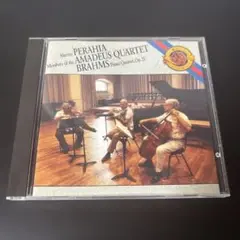 Murray PERAHIA
Members of the AMADEUS QUARTET
BRAHMS Piano Quartet, Op. 25